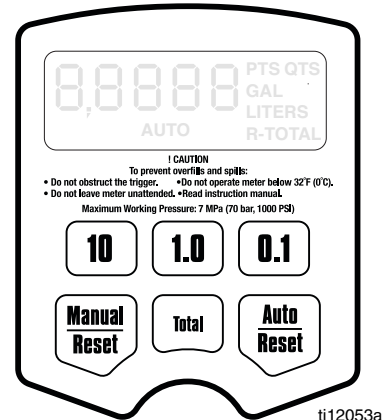 8,8888 PTS QTS
GAL
LITERS
AUTO R-TOTAL
! CAUTION
To prevent overfills and spills:
• Do not obstruct the trigger. •Do not operate meter below 32°F (0°C).
• Do not leave meter unattended. •Read instruction manual.
Maximum Working Pressure: 7 MPa (70 bar, 1000 PSI)
10 1.0 0.1
Manual Total Auto
Reset Reset
ti12053a